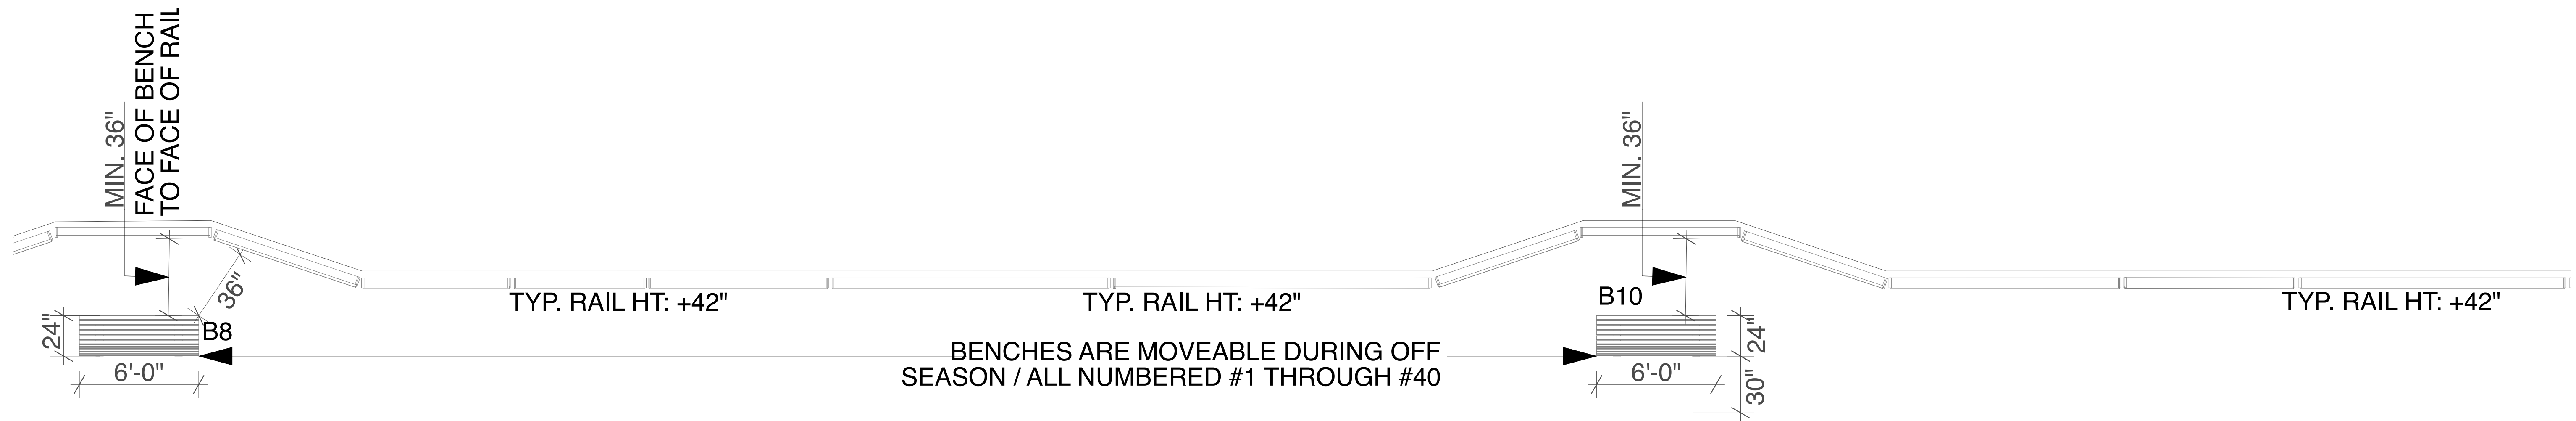 MIN. 36"
FACE OF BENCH
TO FACE OF RAIL
36"
24"
B8
6'-0"
TYP. RAIL HT: +42"
TYP. RAIL HT: +42"
BENCHES ARE MOVEABLE DURING OFF
SEASON / ALL NUMBERED #1 THROUGH #40
MIN. 36"
B10
24"
6'-0"
30"
TYP. RAIL HT: +42"